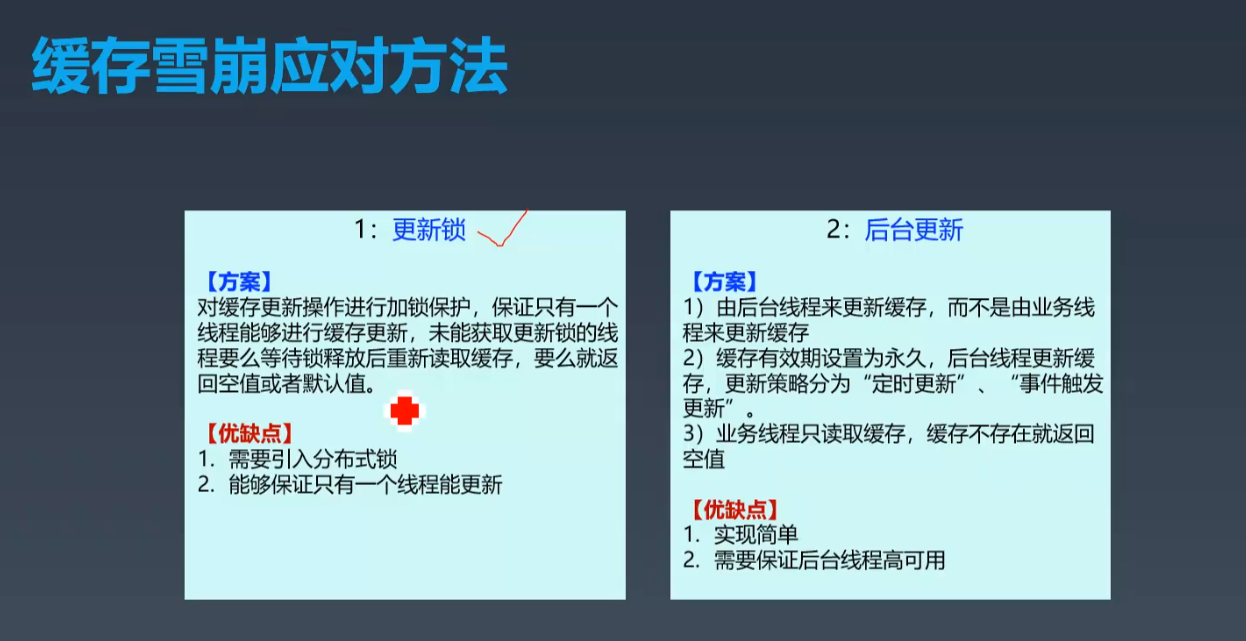 缓存雪崩应对方法
1：更新锁
【方案】
对缓存更新操作进行加锁保护，保证只有一个
线程能够进行缓存更新，未能获取更新锁的线
程要么等待锁释放后重新读取缓存，要么就返
回空值或者默认值。
【优缺点】
1. 需要引入分布式锁
2. 能够保证只有一个线程能更新
2：后台更新
【方案】
1）由后台线程来更新缓存，而不是由业务线
程来更新缓存
2）缓存有效期设置为永久，后台线程更新缓
存，更新策略分为“定时更新”、“事件触发
更新”。
3）业务线程只读取缓存，缓存不存在就返回
空值
【优缺点】
1. 实现简单
2. 需要保证后台线程高可用